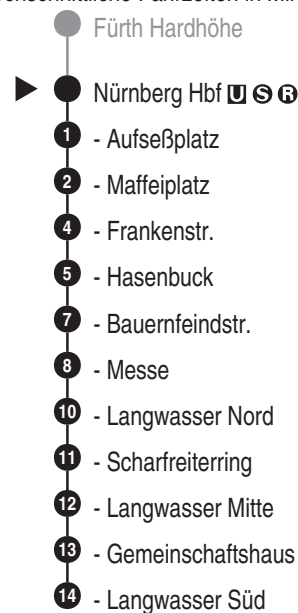 Fürth Hardhöhe
Nürnberg Hbf U S R
1 - Aufseßplatz
2 - Maffeiplatz
4 - Frankenstr.
5 - Hasenbuck
7 - Bauernfeindstr.
8 - Messe
10 - Langwasser Nord
11 - Scharfreiterring
12 - Langwasser Mitte
13 - Gemeinschaftshaus
14 - Langwasser Süd